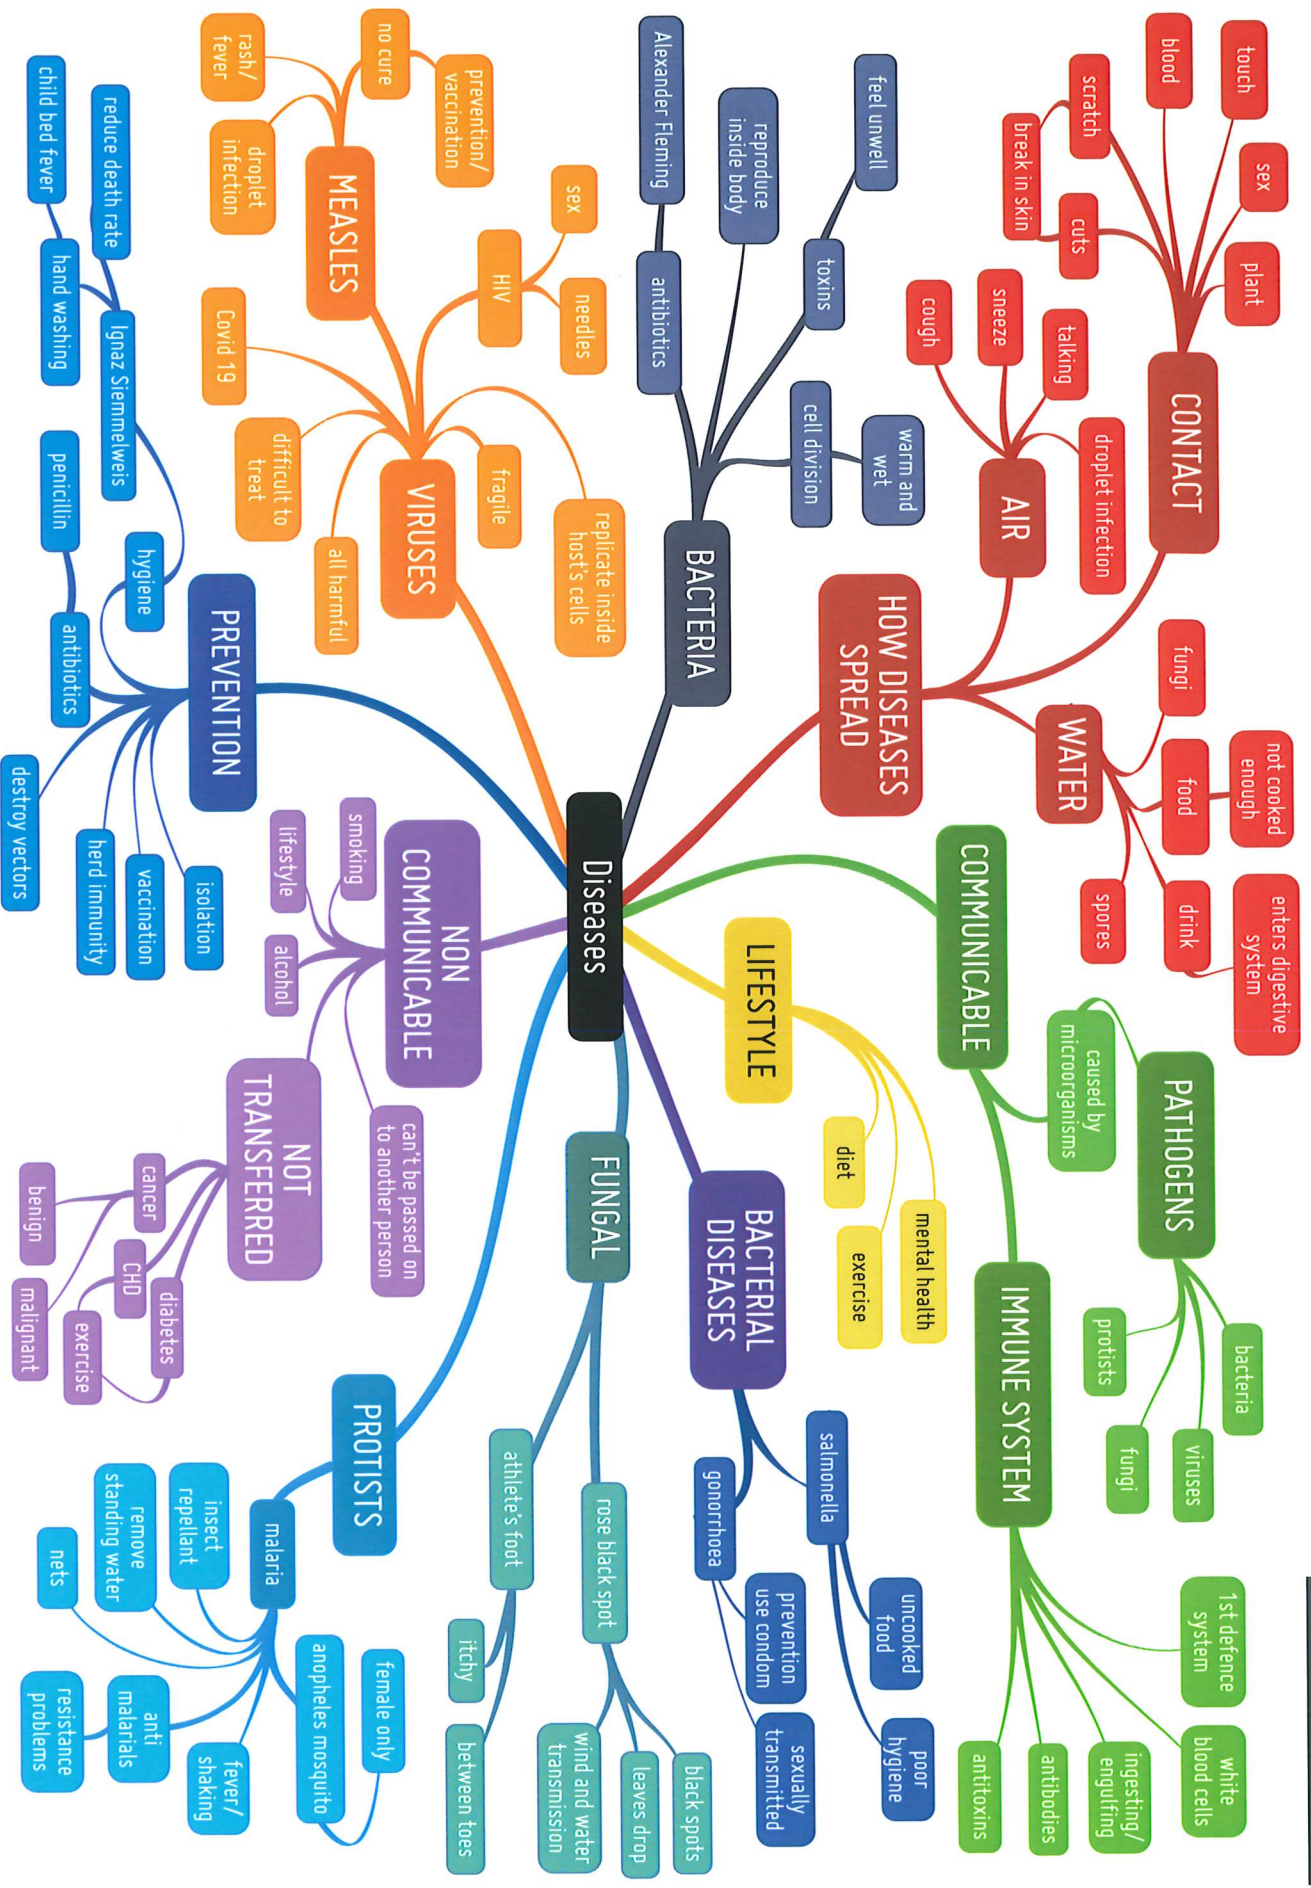 Diseases
HOW DISEASES
SPREAD
CONTACT
touch
blood
scratch
break in skin
cuts
sex
plant
AIR
cough
sneeze
talking
droplet infection
WATER
fungi
food
not cooked
enough
drink
enters digestive
system
spores
COMMUNICABLE
caused by
microorganisms
PATHOGENS
bacteria
viruses
fungi
protists
IMMUNE SYSTEM
1st defence
system
white
blood cells
ingesting/
engulfing
antibodies
antitoxins
LIFESTYLE
mental health
exercise
diet
BACTERIAL
DISEASES
salmonella
uncooked
food
poor
hygiene
gonorrhoea
prevention
use condom
sexually
transmitted
FUNGAL
rose black spot
black spots
leaves drop
wind and water
transmission
athlete's foot
itchy
between toes
PROTISTS
malaria
female only
anopheles mosquito
fever/
shaking
anti
malarials
resistance
problems
nets
remove
standing water
insect
repellant
NON
COMMUNICABLE
smoking
lifestyle
alcohol
can't be passed on
to another person
NOT
TRANSFERRED
cancer
benign
malignant
CHD
exercise
diabetes
PREVENTION
hygiene
Ignaz Siemmelweis
reduce death rate
hand washing
child bed fever
antibiotics
penicillin
destroy vectors
herd immunity
vaccination
isolation
VIRUSES
MEASLES
prevention/
vaccination
no cure
rash/
fever
droplet
infection
HIV
sex
needles
Covid 19
difficult to
treat
all harmful
fragile
replicate inside
host's cells
BACTERIA
feel unwell
toxins
reproduce
inside body
Alexander Fleming
antibiotics
cell division
warm and
wet